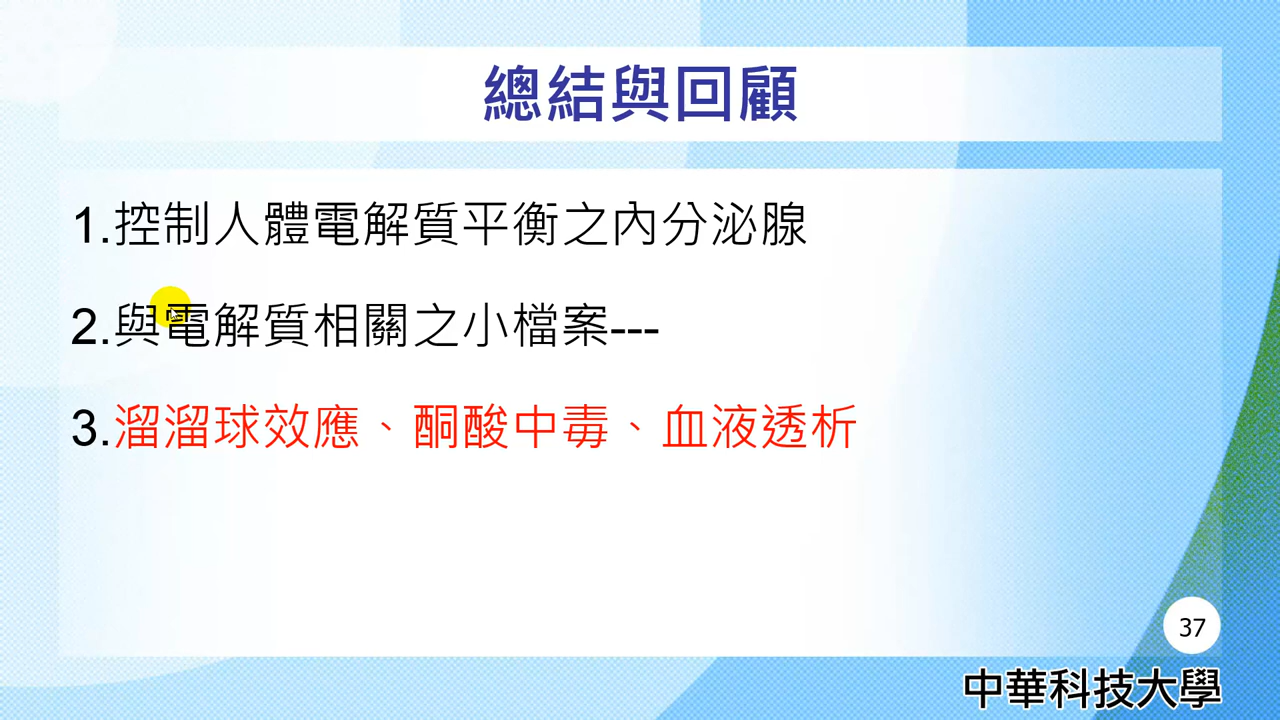 總結與回顧
1.控制人體電解質平衡之內分泌腺
2.與電解質相關之小檔案---
3.溜溜球效應、酮酸中毒、血液透析
37
中華科技大學